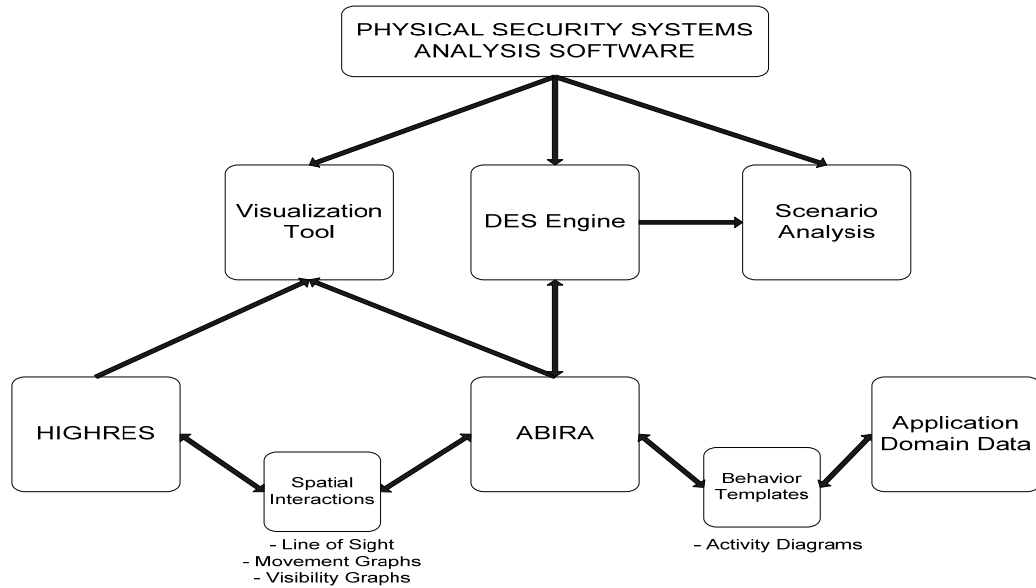 PHYSICAL SECURITY SYSTEMS
ANALYSIS SOFTWARE
Visualization
Tool
DES Engine
Scenario
Analysis
HIGHRES
ABIRA
Application
Domain Data
Spatial
Interactions
Behavior
Templates
- Line of Sight
- Movement Graphs
- Visibility Graphs
- Activity Diagrams